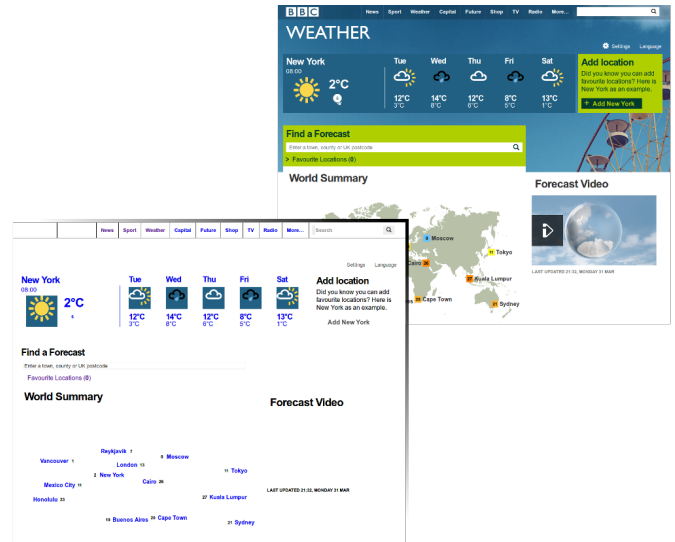 BBC News Sport Weather Capital Future Shop TV Radio More...
WEATHER
Settings Language
New York
08:00
2°C
Tue Wed Thu Fri Sat
12°C 14°C 12°C 8°C 13°C
3°C 8°C 6°C 5°C 1°C
Add location
Did you know you can add
favourite locations? Here is
New York as an example.
+ Add New York
Find a Forecast
Enter a town, county or UK postcode
> Favourite Locations (0)
World Summary
Forecast Video
9 Moscow
11 Tokyo
Cairo 26
27 Kuala Lumpur
es 20 Cape Town
21 Sydney
LAST UPDATED 21:32, MONDAY 31 MAR
News Sport Weather Capital Future Shop TV Radio More... Search
Settings Language
New York
08:00
2°C
Tue Wed Thu Fri Sat
12°C 14°C 12°C 8°C 13°C
3°C 8°C 6°C 5°C 1°C
Add location
Did you know you can add
favourite locations? Here is
New York as an example.
Add New York
Find a Forecast
Enter a town, county or UK postcode
Favourite Locations (0)
World Summary
Forecast Video
Reykjavik 7
9 Moscow
Vancouver
London 13
11 Tokyo
2 New York
Cairo 26
Mexico City
27 Kuala Lumpur
Honolulu 23
LAST UPDATED 21:32, MONDAY 31 MAR
19 Buenos Aires 20 Cape Town
21 Sydney